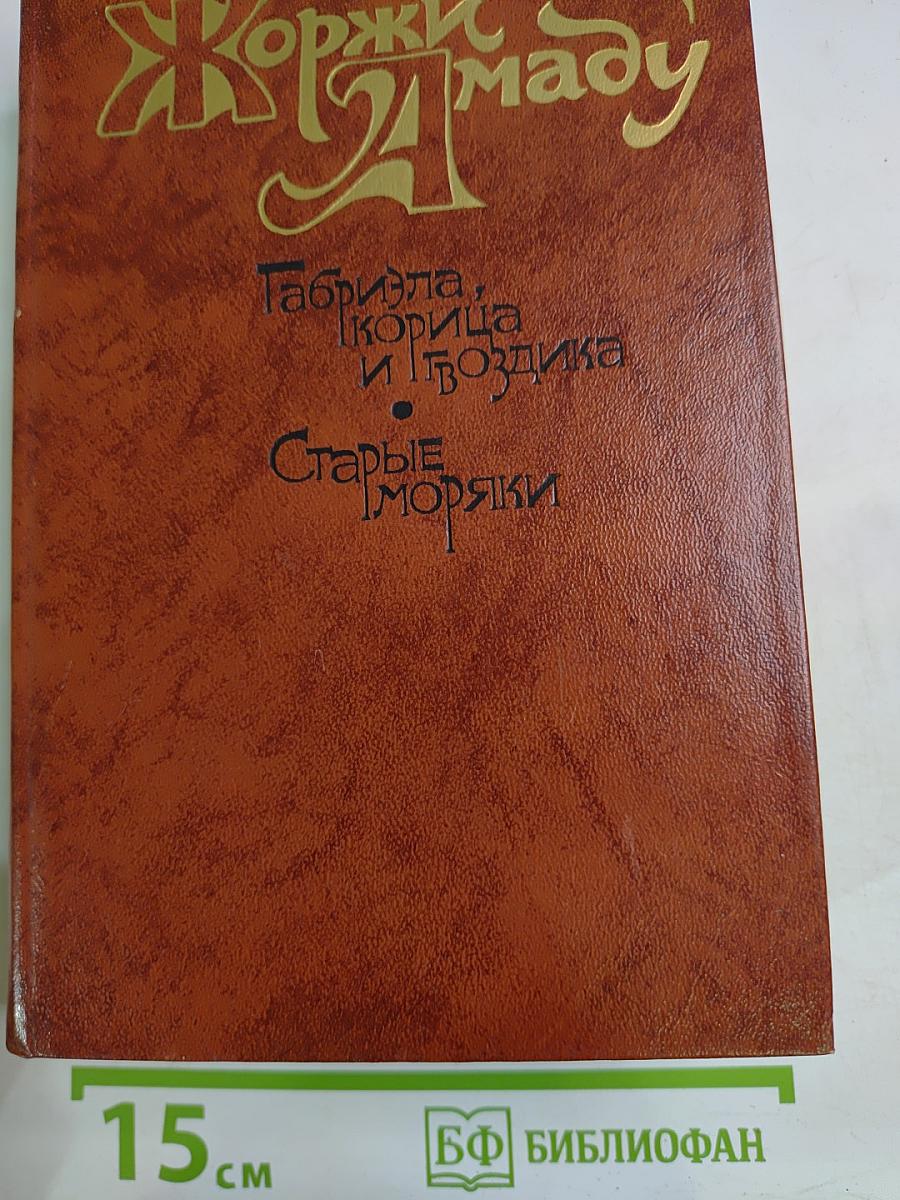 Жоржи
Амаду
Габриэла,
корица
и гвоздика
Старые
моряки
15 см
БФ БИБЛИОФАН